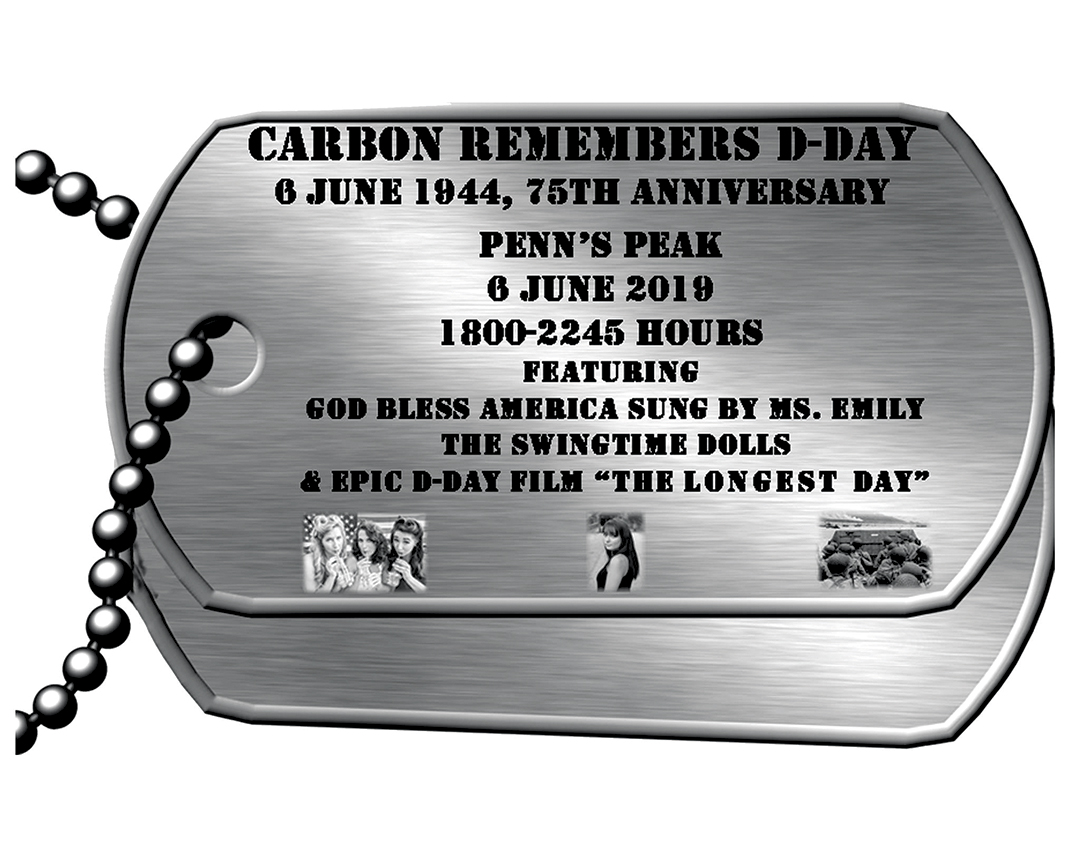 CARBON REMEMBERS D-DAY
6 JUNE 1944, 75TH ANNIVERSARY
PENN'S PEAK
6 JUNE 2019
1800-2245 HOURS
FEATURING
GOD BLESS AMERICA SUNG BY MS. EMILY
THE SWINGTIME DOLLS
& EPIC D-DAY FILM “THE LONGEST DAY”